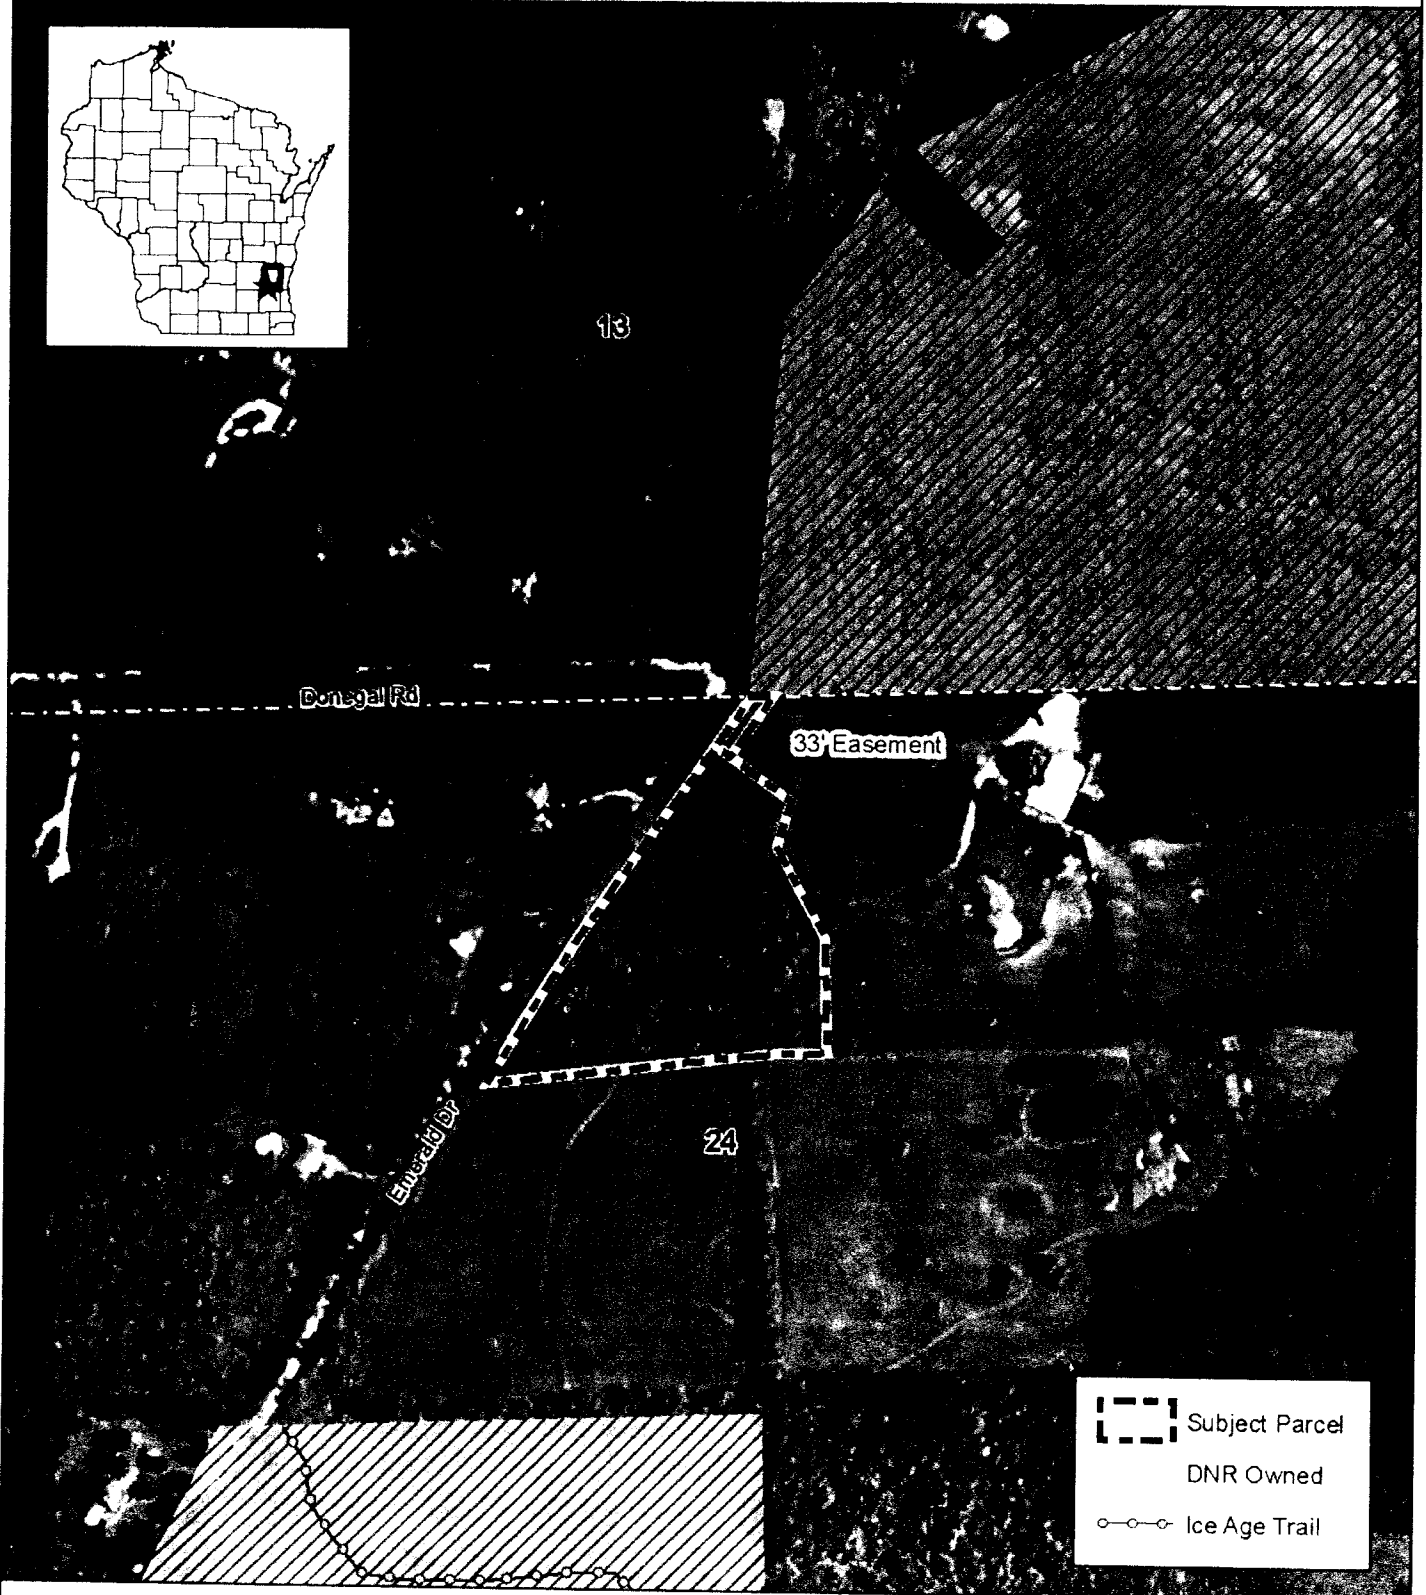 13
Donegal Rd
33' Easement
Emerald Dr
24
Subject Parcel
DNR Owned
Ice Age Trail